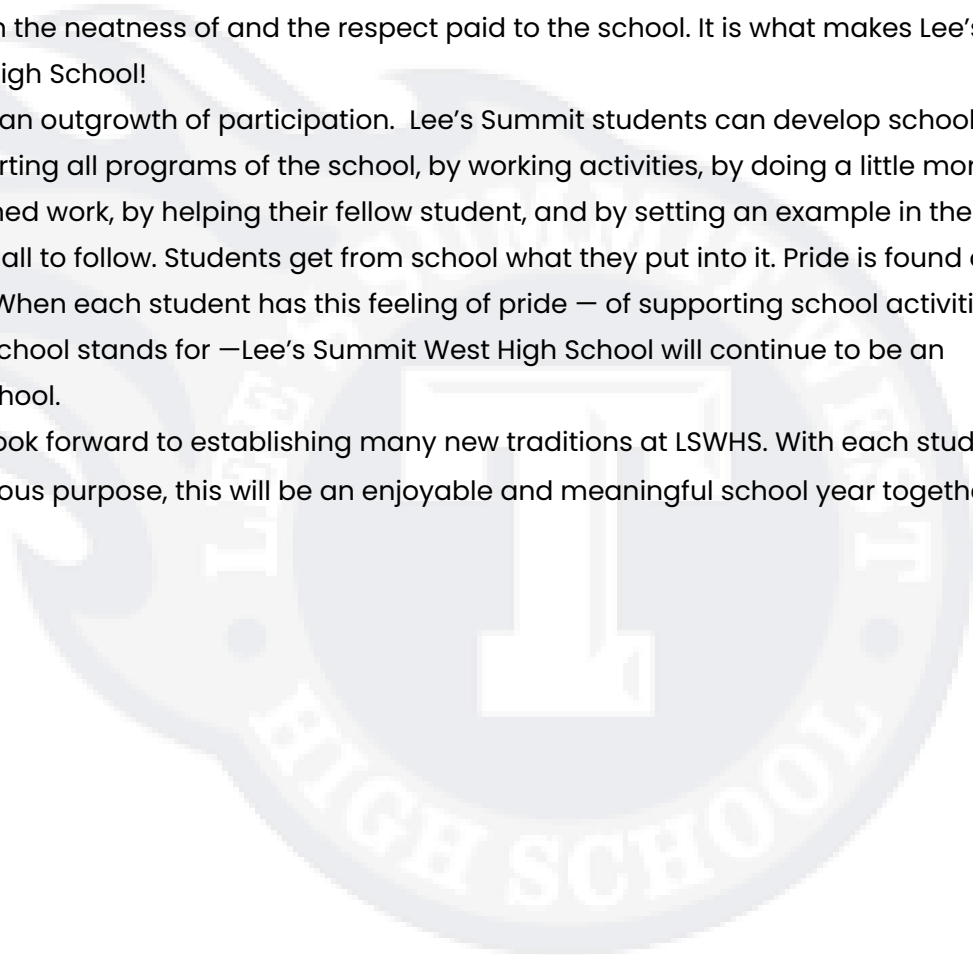 the neatness of and the respect paid to the school. It is what makes Lee's
igh School!
an outgrowth of participation. Lee's Summit students can develop school
rting all programs of the school, by working activities, by doing a little mor
ned work, by helping their fellow student, and by setting an example in the
all to follow. Students get from school what they put into it. Pride is found
When each student has this feeling of pride — of supporting school activiti
chool stands for —Lee's Summit West High School will continue to be an
hool.
ook forward to establishing many new traditions at LSWHS. With each stud
ous purpose, this will be an enjoyable and meaningful school year togethe
LEE'S SUMMIT WEST
T
HIGH SCHOOL